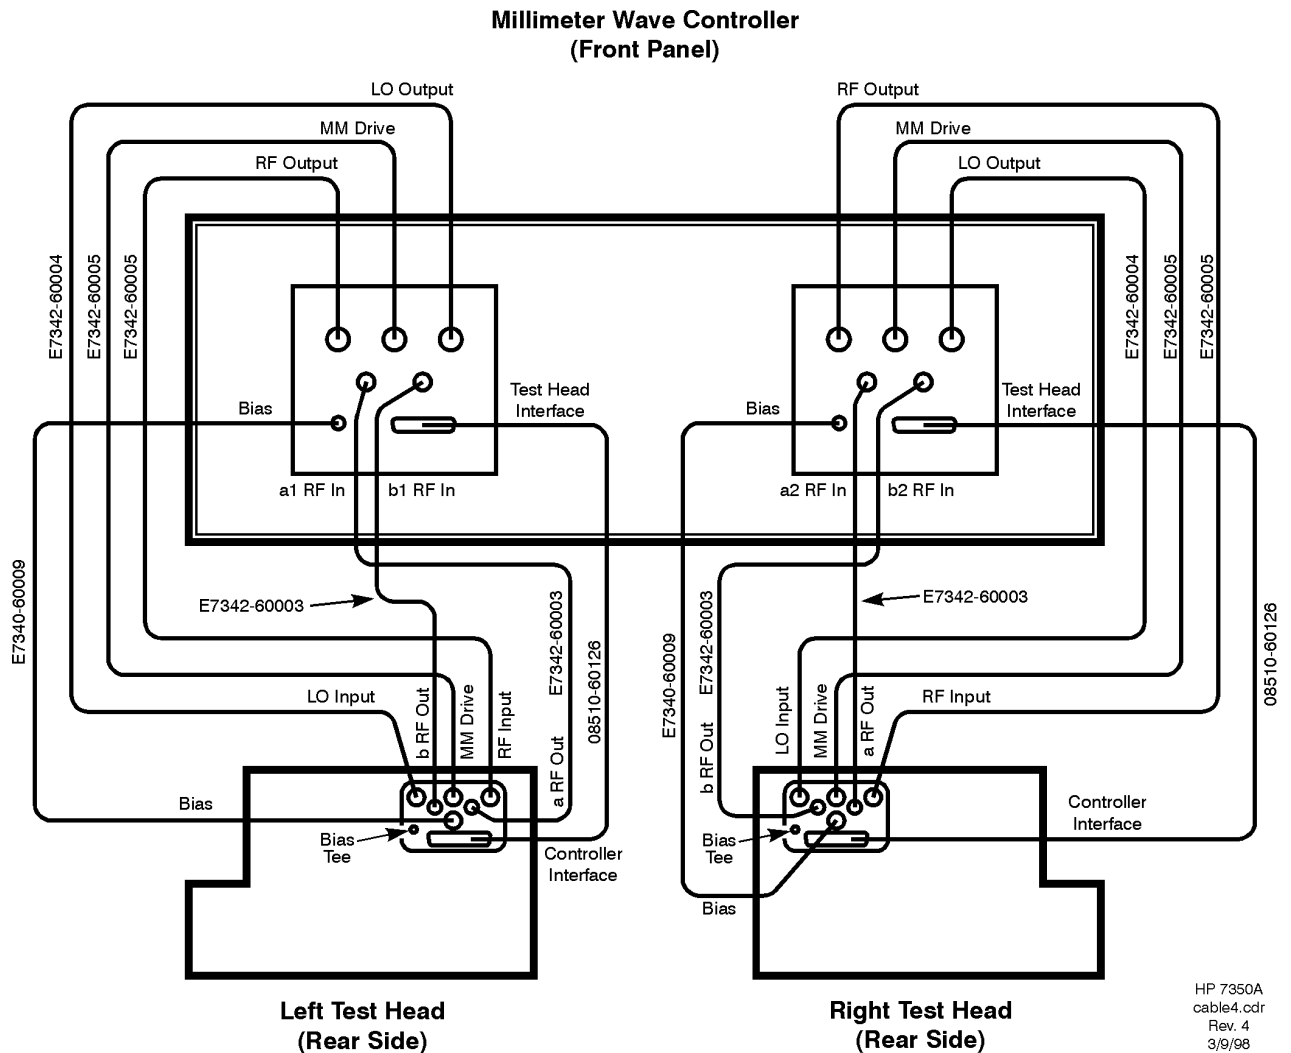 Millimeter Wave Controller
(Front Panel)
LO Output
RF Output
MM Drive
MM Drive
RF Output
LO Output
E7342-60004
E7342-60005
E7342-60005
E7342-60004
E7342-60005
E7342-60005
Bias
Test Head
Interface
Bias
Test Head
Interface
a1 RF In
b1 RF In
a2 RF In
b2 RF In
E7340-60009
E7342-60003
E7342-60003
08510-60126
E7340-60009
E7342-60003
E7342-60003
08510-60126
LO Input
b RF Out
MM Drive
RF Input
a RF Out
b RF Out
LO Input
MM Drive
a RF Out
RF Input
Bias
Bias
Tee
Controller
Interface
Bias
Tee
Controller
Interface
Bias
Left Test Head
(Rear Side)
Right Test Head
(Rear Side)
HP 7350A
cable4.cdr
Rev. 4
3/9/98